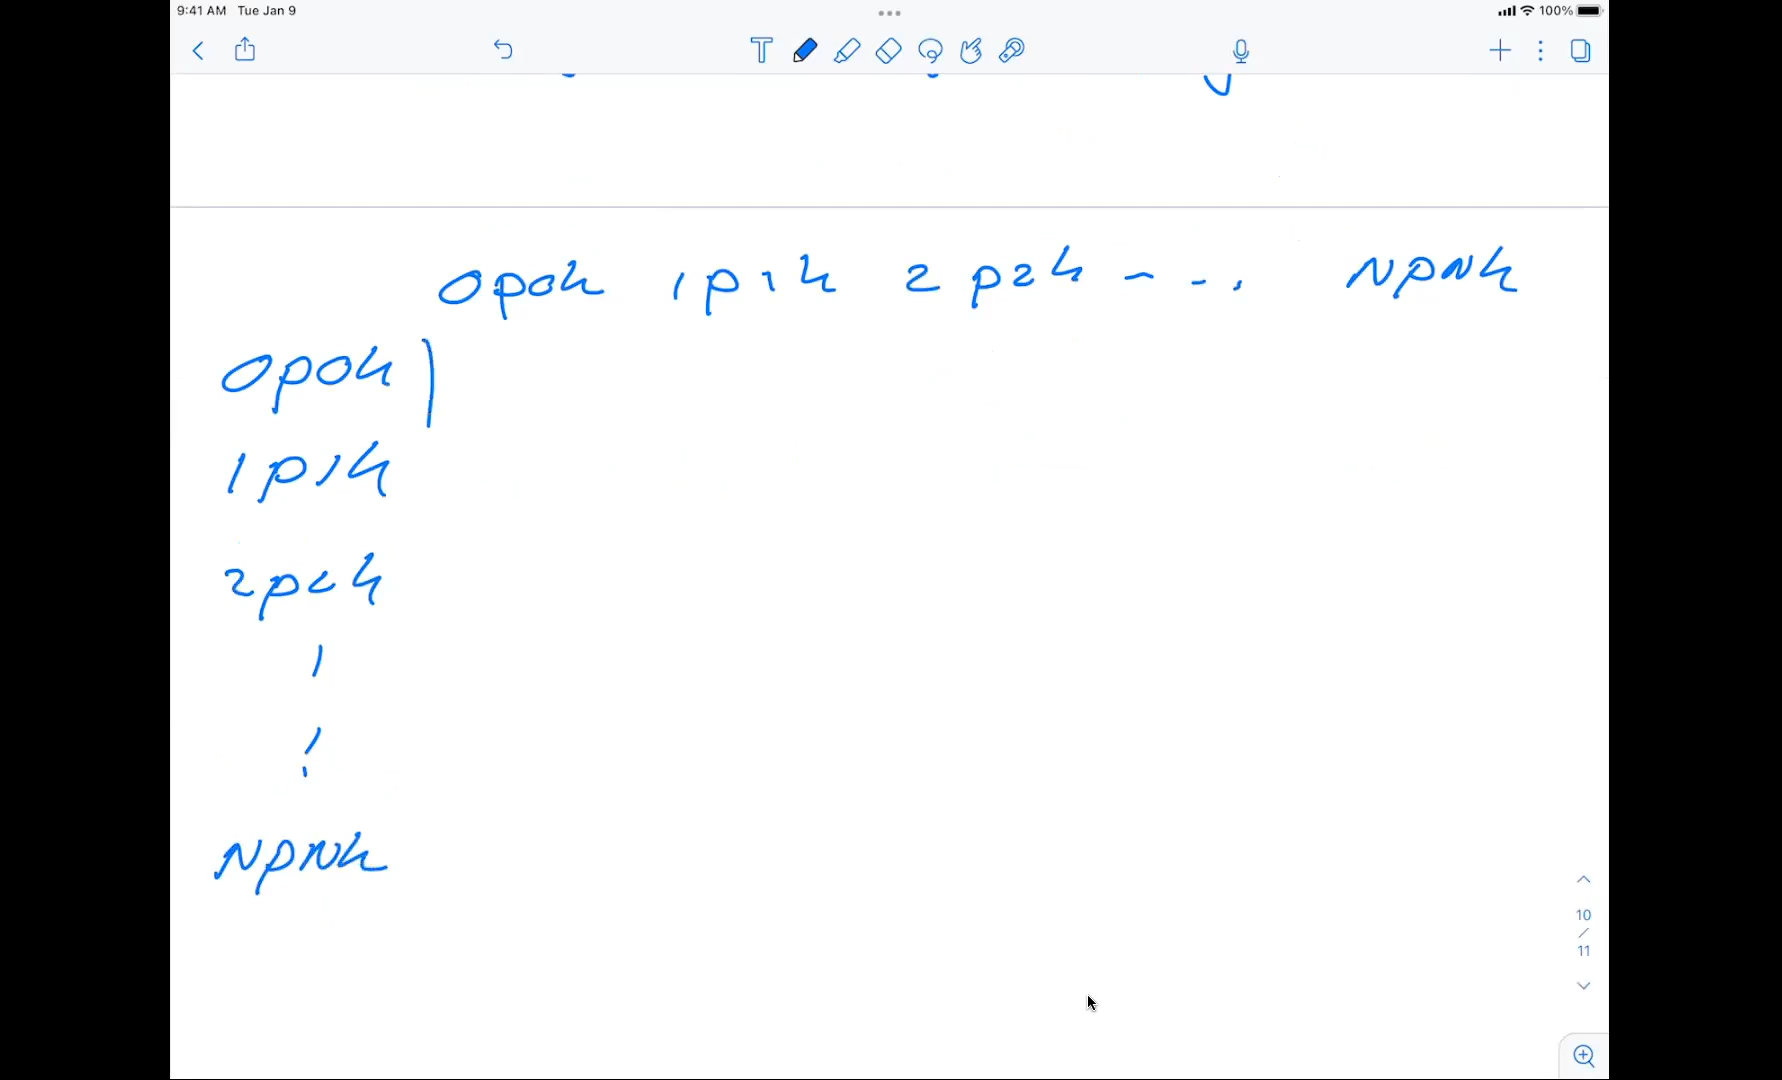 9:41 AM Tue Jan 9 100%
0p0h 1p1h 2p2h - - - . NpNh
0p0h |
1p1h
2p2h
NpNh
10
/
11